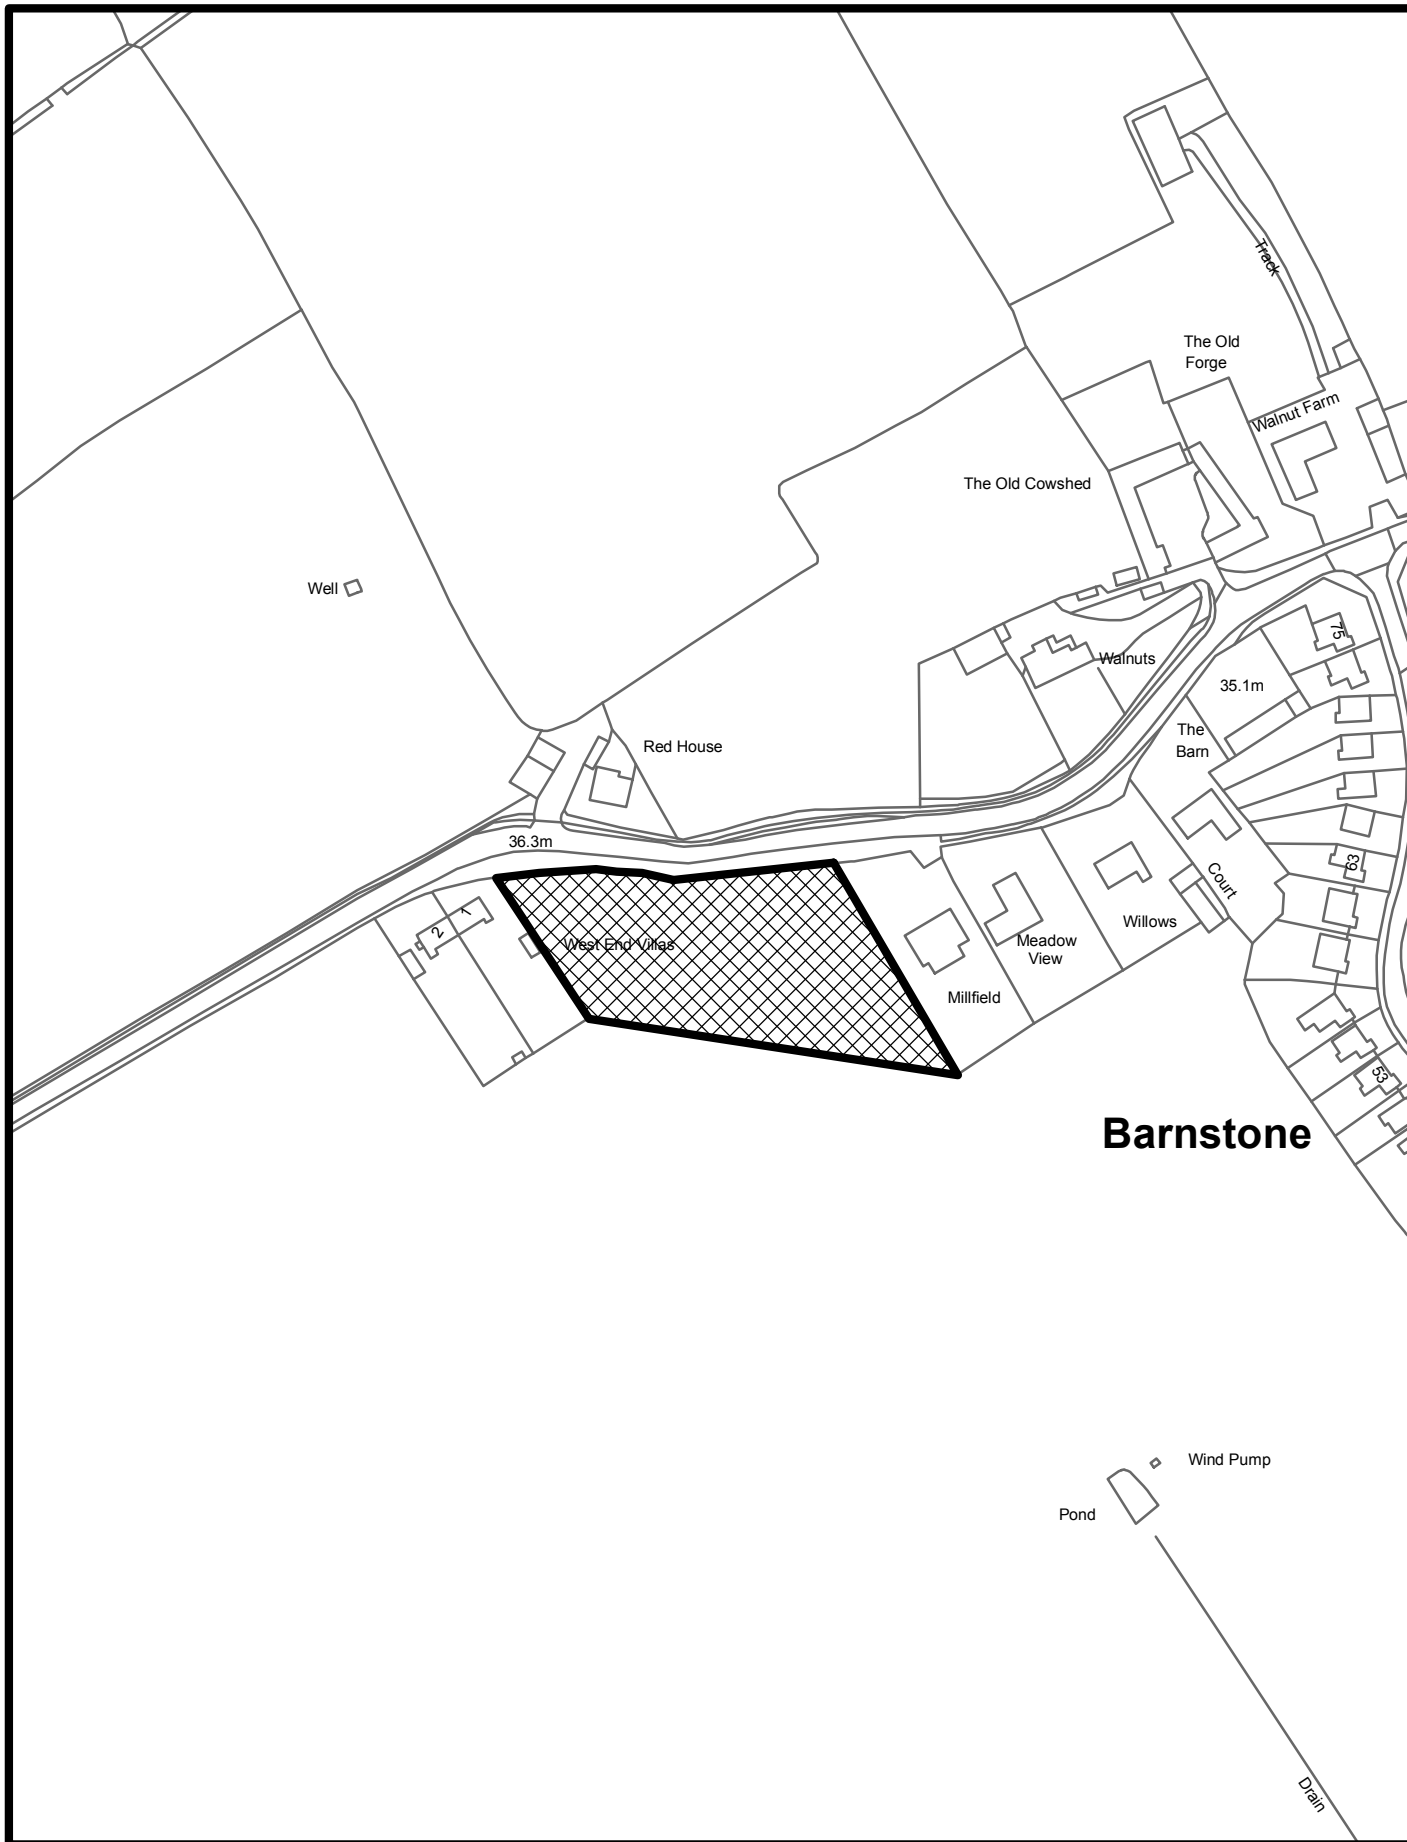 Track
The Old
Forge
Walnut Farm
The Old Cowshed
Well
75
Walnuts
35.1m
The
Barn
Red House
36.3m
63
Court
1
2
West End Villas
Willows
Meadow
View
Millfield
53
Barnstone
Wind Pump
Pond
Drain